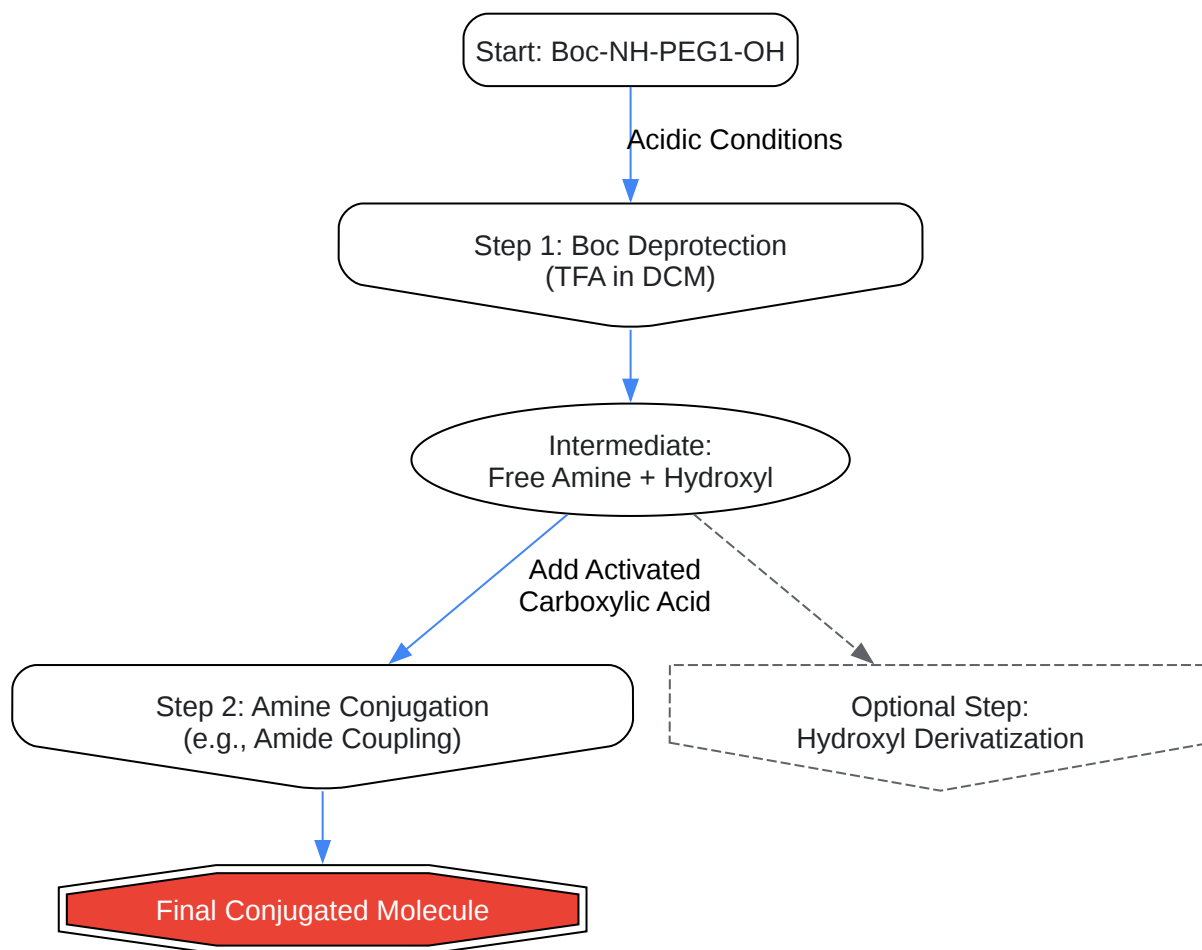 Start: Boc-NH-PEG1-OH
Acidic Conditions
Step 1: Boc Deprotection
(TFA in DCM)
Intermediate:
Free Amine + Hydroxyl
Add Activated
Carboxylic Acid
Step 2: Amine Conjugation
(e.g., Amide Coupling)
Optional Step:
Hydroxyl Derivatization
Final Conjugated Molecule